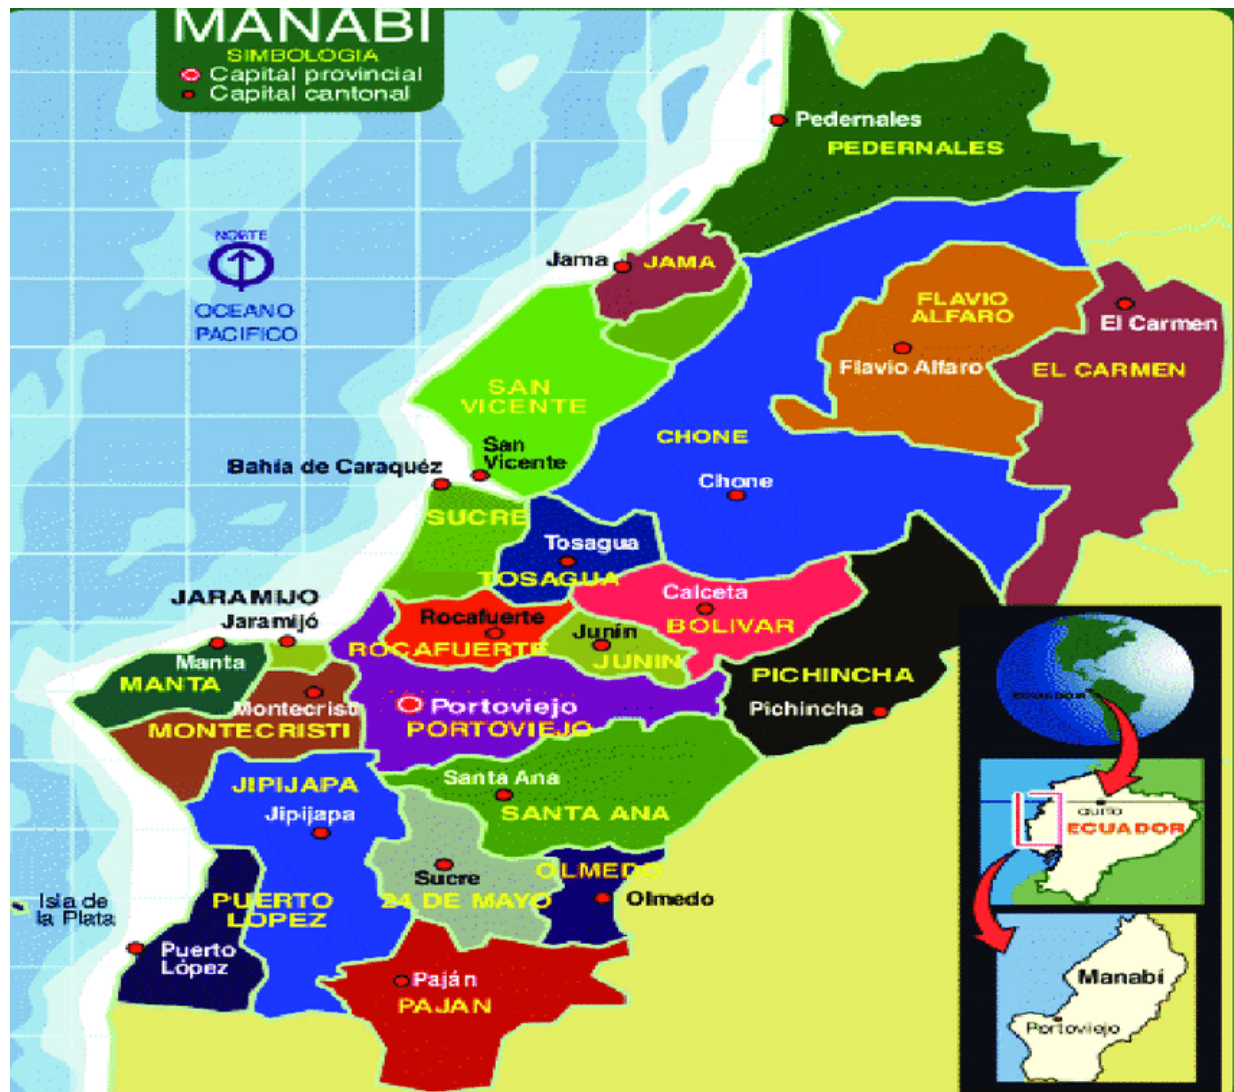 MANABÍ
SIMBOLOGIA
Capital provincial
Capital cantonal
Pedernales
PEDERNALES
NORTE
OCEANO
PACIFICO
Jama
JAMA
FLAVIO
ALFARO
El Carmen
Flavio Alfaro
EL CARMEN
SAN
VICENTE
CHONE
San
Vicente
Bahía de Caraquéz
Chone
SUCRE
Tosagua
TOSAGUA
Calceta
BOLIVAR
JARAMIJO
Jaramijó
Rocafuerte
ROCAFUERTE
Junín
JUNIN
Manta
MANTA
PICHINCHA
Pichincha
Montecristi
MONTECRISTI
Portoviejo
PORTOVIEJO
ECUADOR
JIPIJAPA
Jipijapa
Santa Ana
SANTA ANA
QUITO
ECUADOR
OLMEDO
Sucre
24 DE MAYO
Olmedo
PUERTO
LOPEZ
Isla de
la Plata
Puerto
López
Paján
PAJAN
Manabí
Portoviejo